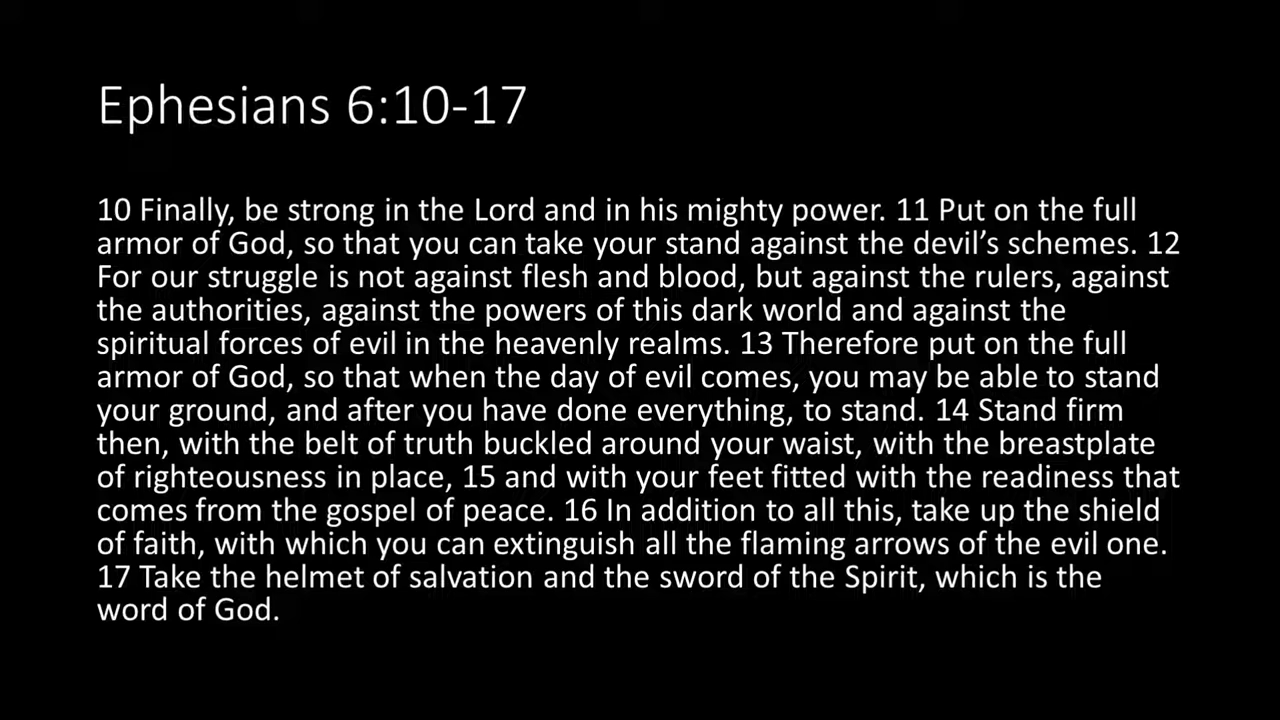 Ephesians 6:10-17
10 Finally, be strong in the Lord and in his mighty power. 11 Put on the full
armor of God, so that you can take your stand against the devil’s schemes. 12
For our struggle is not against flesh and blood, but against the rulers, against
the authorities, against the powers of this dark world and against the
spiritual forces of evil in the heavenly realms. 13 Therefore put on the full
armor of God, so that when the day of evil comes, you may be able to stand
your ground, and after you have done everything, to stand. 14 Stand firm
then, with the belt of truth buckled around your waist, with the breastplate
of righteousness in place, 15 and with your feet fitted with the readiness that
comes from the gospel of peace. 16 In addition to all this, take up the shield
of faith, with which you can extinguish all the flaming arrows of the evil one.
17 Take the helmet of salvation and the sword of the Spirit, which is the
word of God.